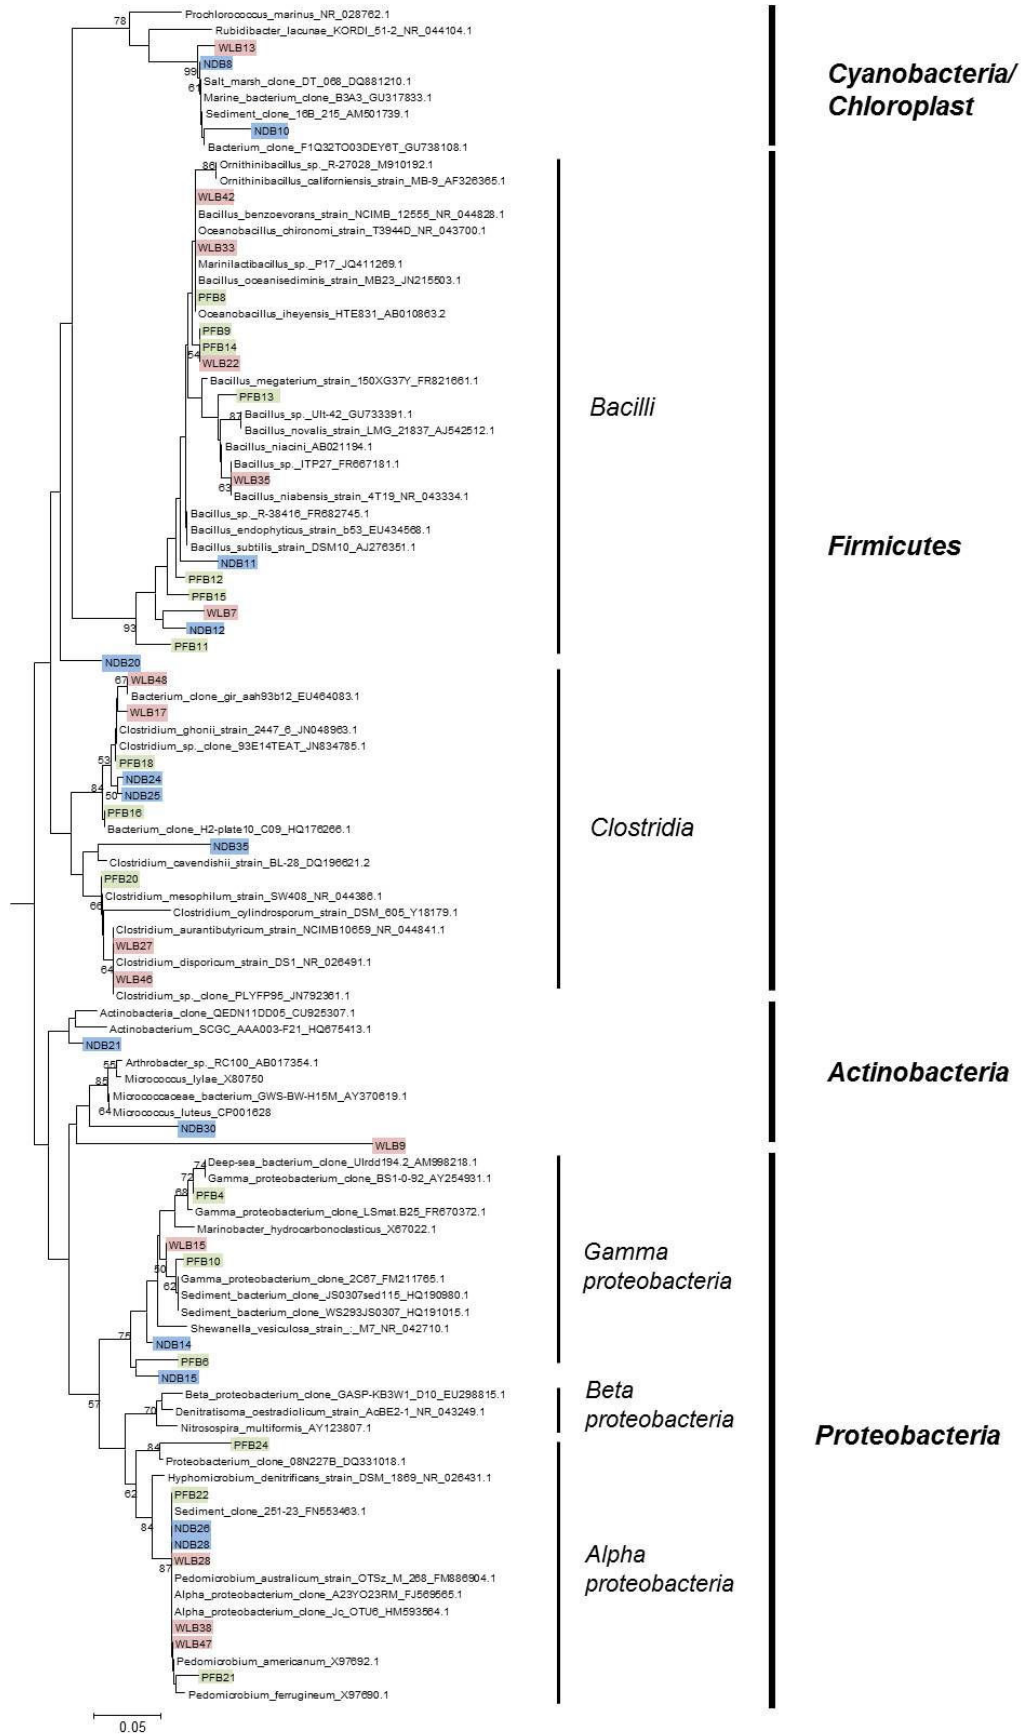 78
Prochlorococcus_marinus_NR_028762.1
Rubidibacter_lacunae_KORDI_51-2_NR_044104.1
WLB13
NDB8
99
61
Salt_marsh_clone_DT_068_DQ881210.1
Marine_bacterium_clone_B3A3_GU317833.1
Sediment_clone_16B_215_AM501739.1
NDB10
Bacterium_clone_F1Q32TO03DEY6T_GU738108.1
Cyanobacteria/
Chloroplast
86
Ornithinibacillus_sp._R-27028_M910192.1
Ornithinibacillus_californiensis_strain_MB-9_AF326365.1
WLB42
Bacillus_benzoevorans_strain_NCIMB_12555_NR_044828.1
Oceanobacillus_chironomi_strain_T3944D_NR_043700.1
WLB33
Marinilactibacillus_sp._P17_JQ411269.1
Bacillus_oceanisediminis_strain_MB23_JN215503.1
PFB8
Oceanobacillus_iheyensis_HTE831_AB010863.2
PFB9
PFB14
54
WLB22
Bacillus_megaterium_strain_150XG37Y_FR821661.1
PFB13
87
Bacillus_sp._Ult-42_GU733391.1
Bacillus_novalis_strain_LMG_21837_AJ542512.1
Bacillus_niacini_AB021194.1
Bacillus_sp._ITP27_FR667181.1
WLB35
63
Bacillus_niabensis_strain_4T19_NR_043334.1
Bacillus_sp._R-38416_FR682745.1
Bacillus_endophyticus_strain_b53_EU434568.1
Bacillus_subtilis_strain_DSM10_AJ276351.1
NDB11
PFB12
PFB15
WLB7
NDB12
93
PFB11
Bacilli
Firmicutes
NDB20
67
WLB48
Bacterium_clone_gir_aah93b12_EU464083.1
WLB17
Clostridium_ghonii_strain_2447_6_JN048963.1
Clostridium_sp._clone_93E14TEAT_JN834785.1
53
PFB18
NDB24
84
50
NDB25
PFB16
Bacterium_clone_H2-plate10_C09_HQ176266.1
NDB35
Clostridium_cavendishii_strain_BL-28_DQ196621.2
PFB20
Clostridium_mesophilum_strain_SW408_NR_044386.1
66
Clostridium_cylindrosporum_strain_DSM_605_Y18179.1
Clostridium_aurantibutyricum_strain_NCIMB10659_NR_044841.1
WLB27
Clostridium_disporicum_strain_DS1_NR_026491.1
64
WLB46
Clostridium_sp._clone_PLYFP95_JN792361.1
Clostridia
Actinobacteria_clone_QEDN11DD05_CU925307.1
Actinobacterium_SCGC_AAA003-F21_HQ675413.1
NDB21
55
Arthrobacter_sp._RC100_AB017354.1
Micrococcus_lylae_X80750
85
Micrococcaceae_bacterium_GWS-BW-H15M_AY370619.1
64
Micrococcus_luteus_CP001628
NDB30
WLB9
Actinobacteria
74
Deep-sea_bacterium_clone_Ulrdd194.2_AM998218.1
72
Gamma_proteobacterium_clone_BS1-0-92_AY254931.1
68
PFB4
Gamma_proteobacterium_clone_LSmat.B25_FR670372.1
Marinobacter_hydrocarbonoclasticus_X67022.1
WLB15
PFB10
50
62
Gamma_proteobacterium_clone_2C67_FM211765.1
Sediment_bacterium_clone_JS0307sed115_HQ190980.1
Sediment_bacterium_clone_WS293JS0307_HQ191015.1
Shewanella_vesiculosa_strain_:_M7_NR_042710.1
75
NDB14
PFB6
NDB15
Gamma
proteobacteria
57
Beta_proteobacterium_clone_GASP-KB3W1_D10_EU298815.1
70
Denitratisoma_oestradiolicum_strain_AcBE2-1_NR_043249.1
Nitrosospira_multiformis_AY123807.1
Beta
proteobacteria
Proteobacteria
84
PFB24
Proteobacterium_clone_08N227B_DQ331018.1
Hyphomicrobium_denitrificans_strain_DSM_1869_NR_026431.1
62
PFB22
Sediment_clone_251-23_FN553463.1
84
NDB26
NDB28
87
WLB28
Pedomicrobium_australicum_strain_OTSz_M_268_FM886904.1
Alpha_proteobacterium_clone_A23YO23RM_FJ569565.1
Alpha_proteobacterium_clone_Jc_OTU6_HM593564.1
WLB38
WLB47
Pedomicrobium_americanum_X97692.1
PFB21
Pedomicrobium_ferrugineum_X97690.1
Alpha
proteobacteria
0.05